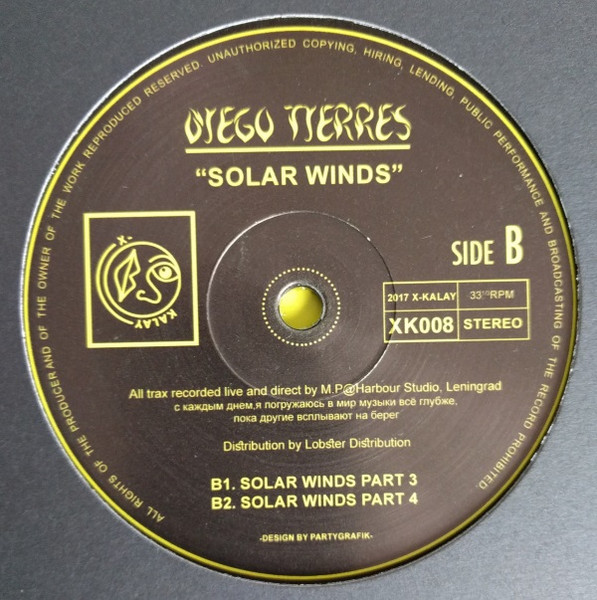 ALL RIGHTS OF THE PRODUCER AND OF THE OWNER OF THE WORK REPRODUCED RESERVED. UNAUTHORIZED COPYING, HIRING, LENDING, PUBLIC PERFORMANCE AND BROADCASTING OF THE RECORD PROHIBITED.
DIEGO TIERRES
“SOLAR WINDS”
X-
KALAY
SIDE B
2017 X-KALAY 33⅓RPM
XK008 STEREO
All trax recorded live and direct by M.P@Harbour Studio, Leningrad
с каждым днем,я погружаюсь в мир музыки всё глубже,
пока другие всплывают на берег
Distribution by Lobster Distribution
B1. SOLAR WINDS PART 3
B2. SOLAR WINDS PART 4
-DESIGN BY PARTYGRAFIK-